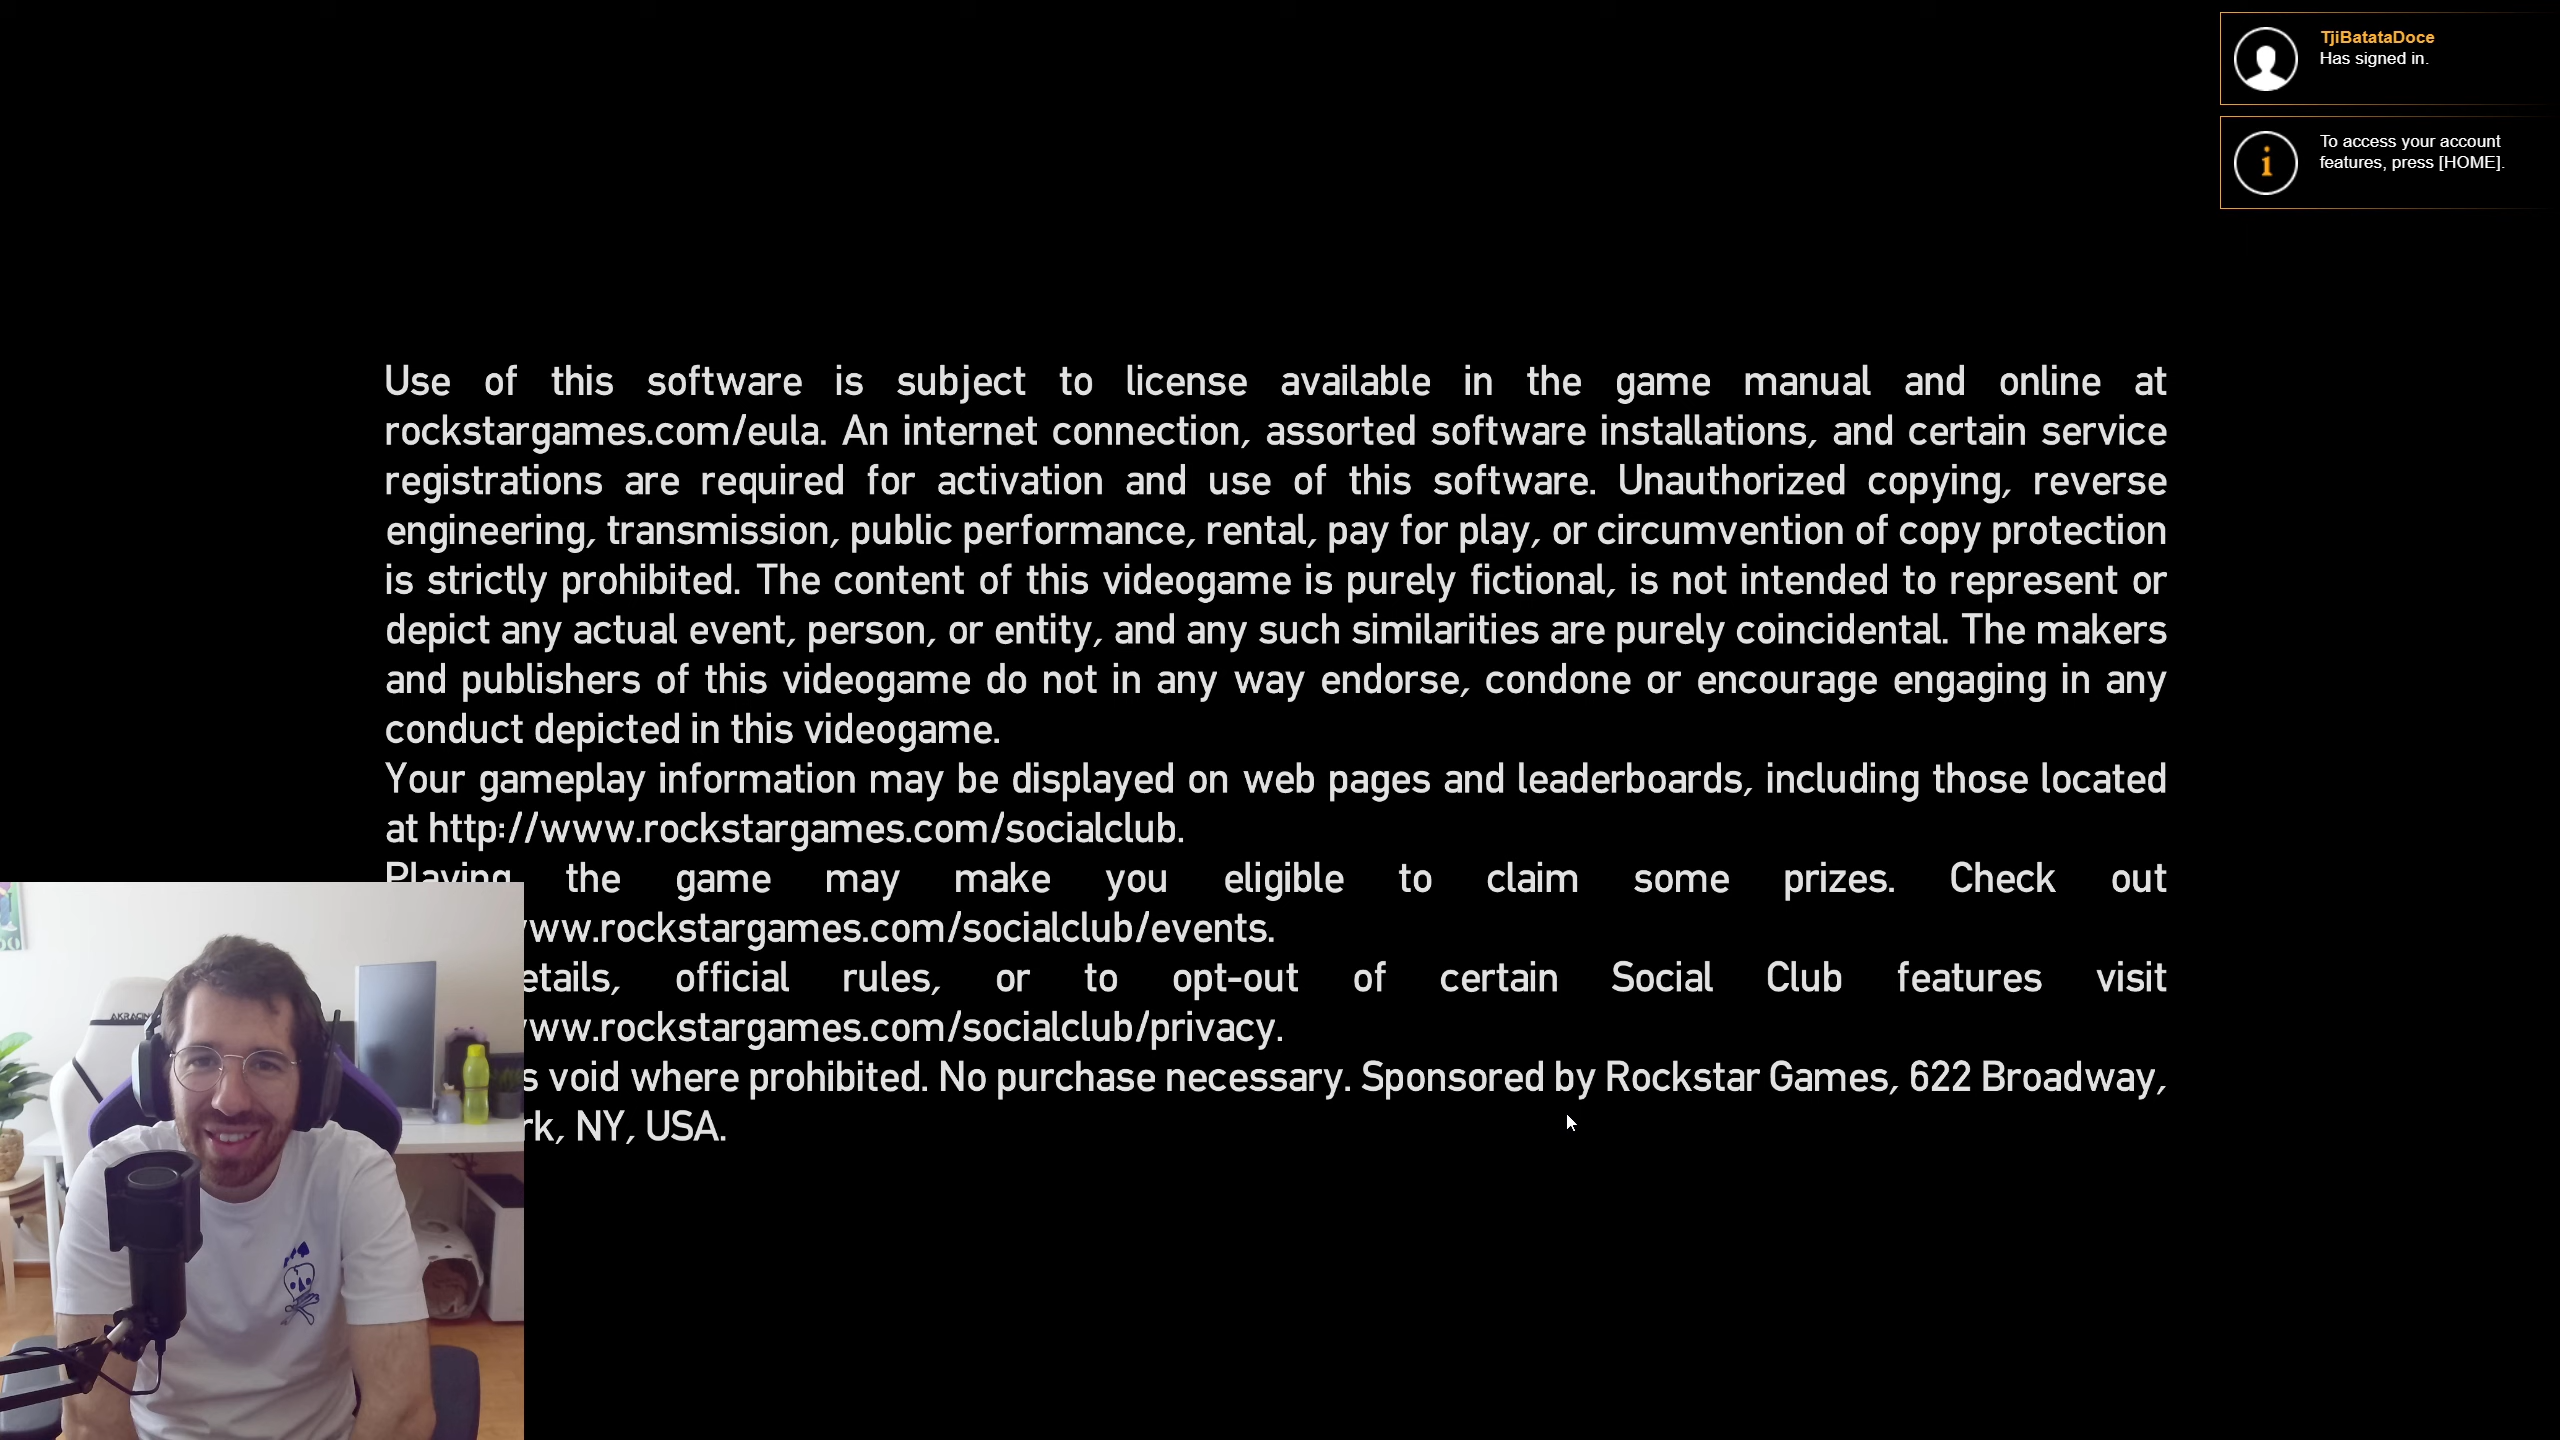 TjiBatataDoce
Has signed in.
To access your account
features, press [HOME].
Use of this software is subject to license available in the game manual and online at
rockstargames.com/eula. An internet connection, assorted software installations, and certain service
registrations are required for activation and use of this software. Unauthorized copying, reverse
engineering, transmission, public performance, rental, pay for play, or circumvention of copy protection
is strictly prohibited. The content of this videogame is purely fictional, is not intended to represent or
depict any actual event, person, or entity, and any such similarities are purely coincidental. The makers
and publishers of this videogame do not in any way endorse, condone or encourage engaging in any
conduct depicted in this videogame.
Your gameplay information may be displayed on web pages and leaderboards, including those located
at http://www.rockstargames.com/socialclub.
Playing the game may make you eligible to claim some prizes. Check out
ww.rockstargames.com/socialclub/events.
etails, official rules, or to opt-out of certain Social Club features visit
ww.rockstargames.com/socialclub/privacy.
s void where prohibited. No purchase necessary. Sponsored by Rockstar Games, 622 Broadway,
rk, NY, USA.